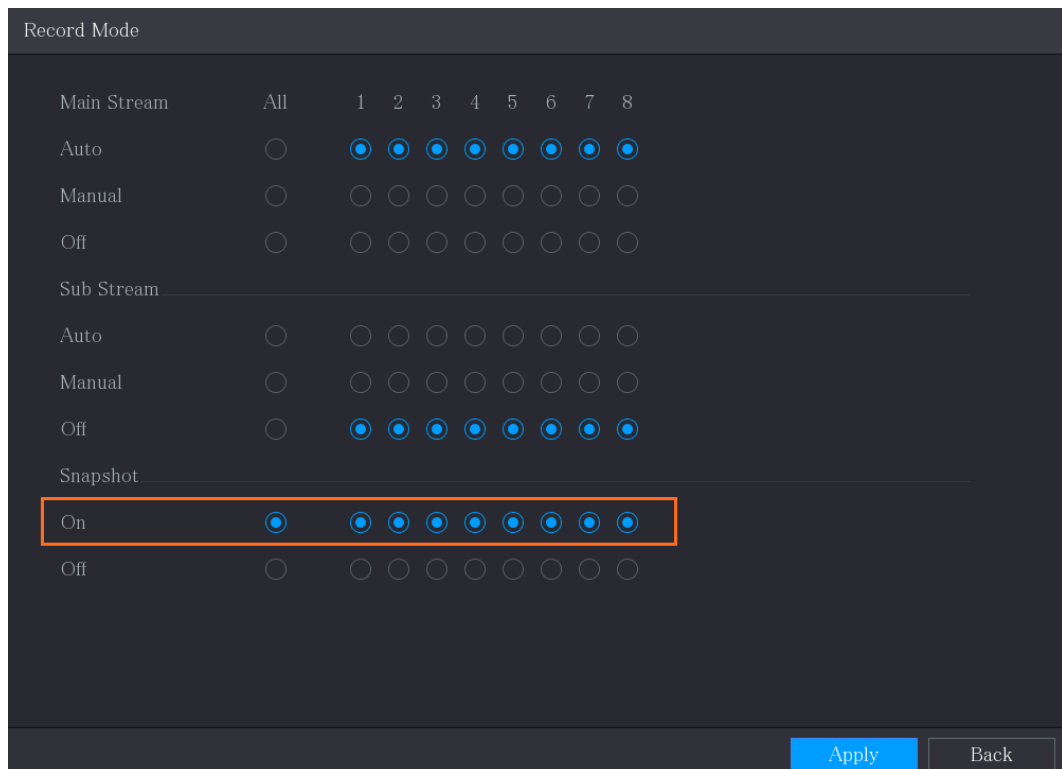 Record Mode
Main Stream All 1 2 3 4 5 6 7 8
Auto
Manual
Off
Sub Stream
Auto
Manual
Off
Snapshot
On
Off
Apply Back